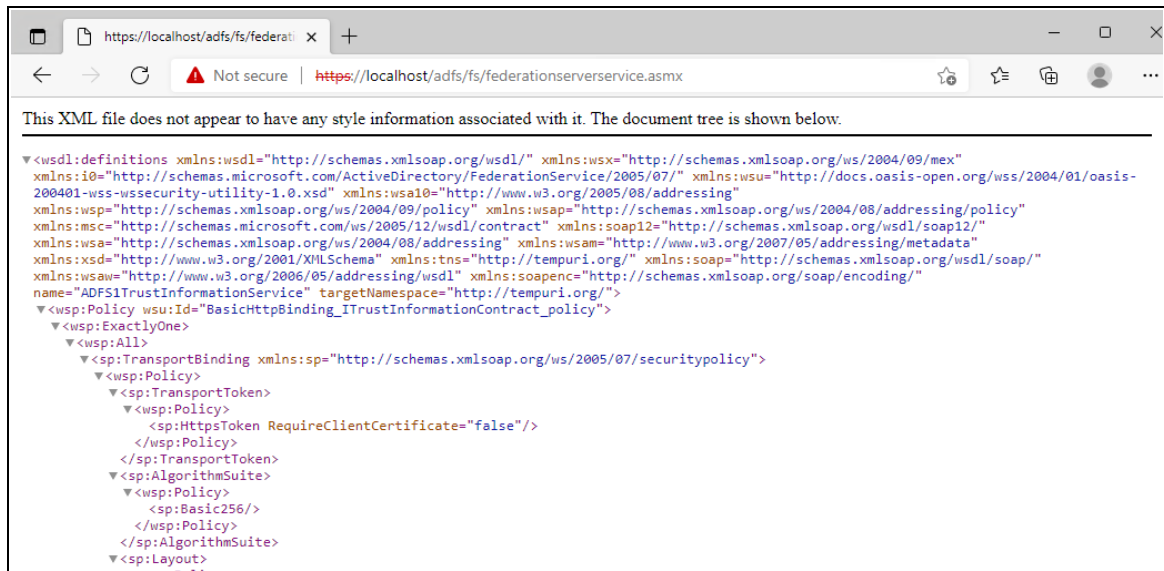 https://localhost/adfs/fs/federati
Not secure | https://localhost/adfs/fs/federationserverservice.asmx
This XML file does not appear to have any style information associated with it. The document tree is shown below.
▼<wsdl:definitions xmlns:wsdl="http://schemas.xmlsoap.org/wsdl/" xmlns:wsx="http://schemas.xmlsoap.org/ws/2004/09/mex"
xmlns:i0="http://schemas.microsoft.com/ActiveDirectory/FederationService/2005/07/" xmlns:wsu="http://docs.oasis-open.org/wss/2004/01/oasis-
200401-wss-wssecurity-utility-1.0.xsd" xmlns:wsa10="http://www.w3.org/2005/08/addressing"
xmlns:wsp="http://schemas.xmlsoap.org/ws/2004/09/policy" xmlns:wsap="http://schemas.xmlsoap.org/ws/2004/08/addressing/policy"
xmlns:msc="http://schemas.microsoft.com/ws/2005/12/wsdl/contract" xmlns:soap12="http://schemas.xmlsoap.org/wsdl/soap12/"
xmlns:wsa="http://schemas.xmlsoap.org/ws/2004/08/addressing" xmlns:wsam="http://www.w3.org/2007/05/addressing/metadata"
xmlns:xsd="http://www.w3.org/2001/XMLSchema" xmlns:tns="http://tempuri.org/" xmlns:soap="http://schemas.xmlsoap.org/wsdl/soap/"
xmlns:wsaw="http://www.w3.org/2006/05/addressing/wsdl" xmlns:soapenc="http://schemas.xmlsoap.org/soap/encoding/"
name="ADFS1TrustInformationService" targetNamespace="http://tempuri.org/">
▼<wsp:Policy wsu:Id="BasicHttpBinding_ITrustInformationContract_policy">
▼<wsp:ExactlyOne>
▼<wsp:All>
▼<sp:TransportBinding xmlns:sp="http://schemas.xmlsoap.org/ws/2005/07/securitypolicy">
▼<wsp:Policy>
▼<sp:TransportToken>
▼<wsp:Policy>
<sp:HttpsToken RequireClientCertificate="false"/>
</wsp:Policy>
</sp:TransportToken>
▼<sp:AlgorithmSuite>
▼<wsp:Policy>
<sp:Basic256/>
</wsp:Policy>
</sp:AlgorithmSuite>
▼<sp:Layout>